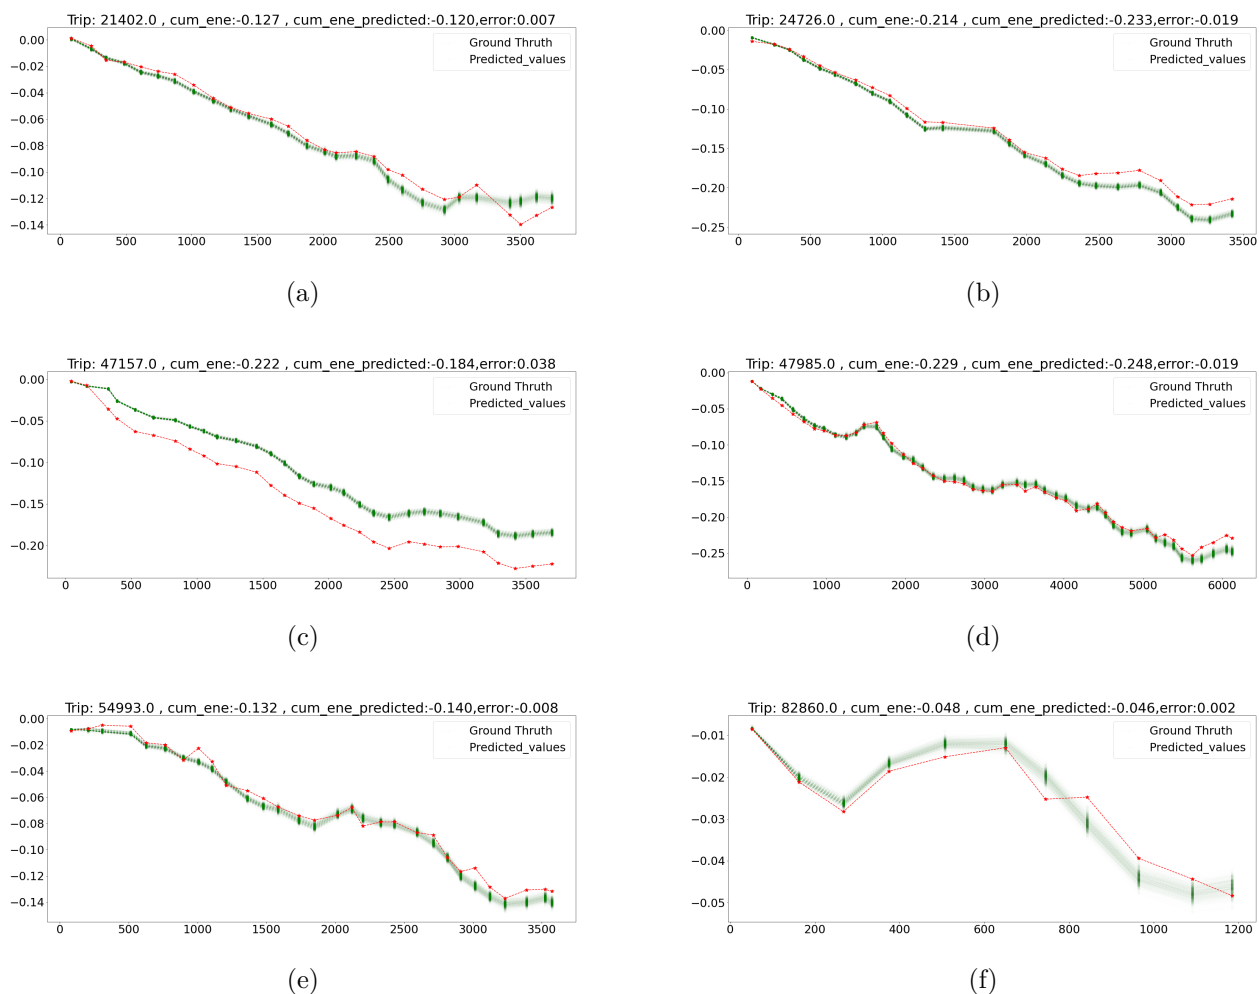 Trip: 21402.0 , cum_ene:-0.127 , cum_ene_predicted:-0.120,error:0.007
Ground Thruth
Predicted_values
0.00
−0.02
−0.04
−0.06
−0.08
−0.10
−0.12
−0.14
0 500 1000 1500 2000 2500 3000 3500
(a)
Trip: 24726.0 , cum_ene:-0.214 , cum_ene_predicted:-0.233,error:-0.019
Ground Thruth
Predicted_values
0.00
−0.05
−0.10
−0.15
−0.20
−0.25
0 500 1000 1500 2000 2500 3000 3500
(b)
Trip: 47157.0 , cum_ene:-0.222 , cum_ene_predicted:-0.184,error:0.038
Ground Thruth
Predicted_values
0.00
−0.05
−0.10
−0.15
−0.20
0 500 1000 1500 2000 2500 3000 3500
(c)
Trip: 47985.0 , cum_ene:-0.229 , cum_ene_predicted:-0.248,error:-0.019
Ground Thruth
Predicted_values
0.00
−0.05
−0.10
−0.15
−0.20
−0.25
0 1000 2000 3000 4000 5000 6000
(d)
Trip: 54993.0 , cum_ene:-0.132 , cum_ene_predicted:-0.140,error:-0.008
Ground Thruth
Predicted_values
0.00
−0.02
−0.04
−0.06
−0.08
−0.10
−0.12
−0.14
0 500 1000 1500 2000 2500 3000 3500
(e)
Trip: 82860.0 , cum_ene:-0.048 , cum_ene_predicted:-0.046,error:0.002
Ground Thruth
Predicted_values
−0.01
−0.02
−0.03
−0.04
−0.05
0 200 400 600 800 1000 1200
(f)